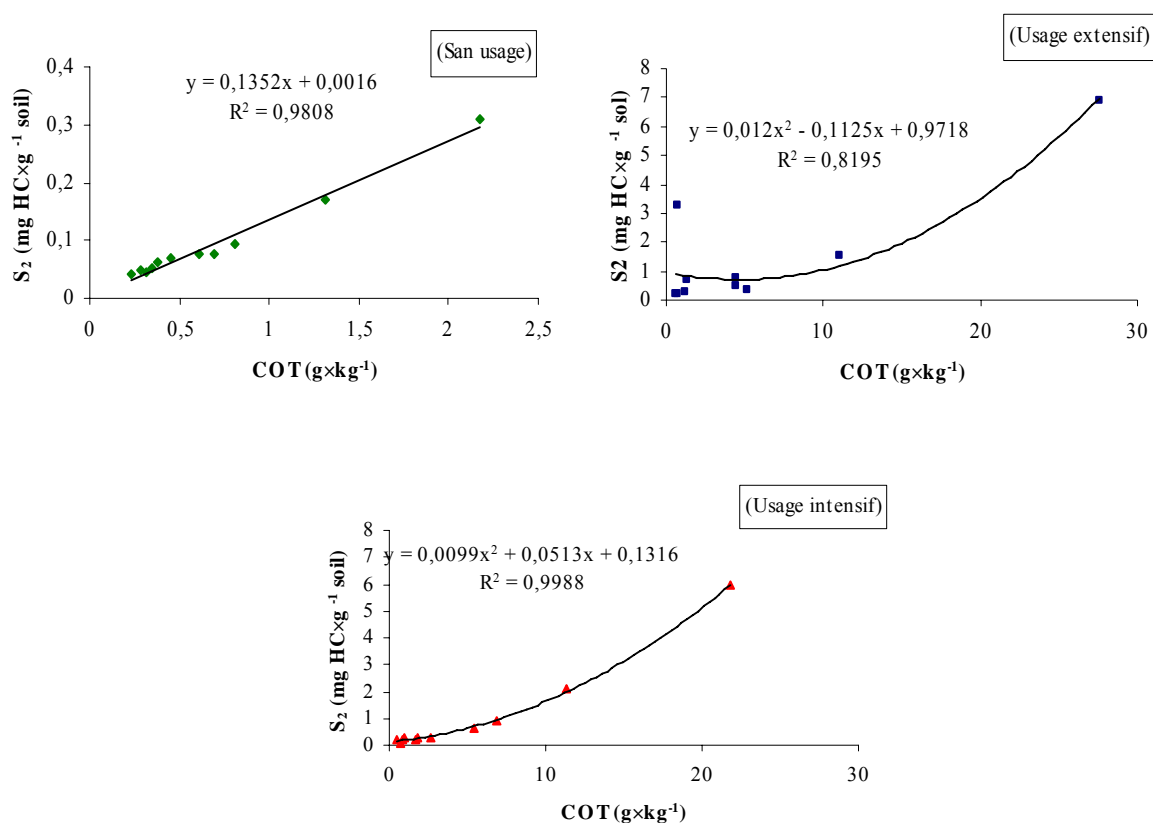 (San usage)
y = 0,1352x + 0,0016
R² = 0,9808
S₂ (mg HC×g ⁻¹ soil)
0,4
0,3
0,2
0,1
0
0 0,5 1 1,5 2 2,5
COT (g×kg⁻¹)
(Usage extensif)
y = 0,012x² - 0,1125x + 0,9718
R² = 0,8195
S2 (mg HC×g ⁻¹ sol)
8
7
6
5
4
3
2
1
0
0 10 20 30
COT (g×kg⁻¹)
(Usage intensif)
y = 0,0099x² + 0,0513x + 0,1316
R² = 0,9988
S₂ (mg HC×g ⁻¹ soil)
8
7
6
5
4
3
2
1
0
0 10 20 30
COT (g×kg⁻¹)